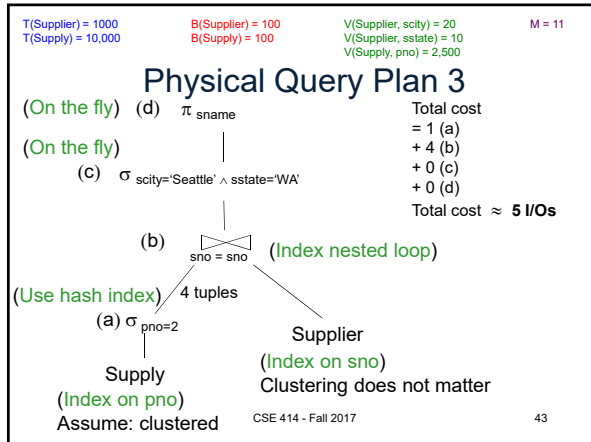 T(Supplier) = 1000 B(Supplier) = 100 V(Supplier, scity) = 20 M = 11
T(Supply) = 10,000 B(Supply) = 100 V(Supplier, sstate) = 10
V(Supply, pno) = 2,500
Physical Query Plan 3
(On the fly) (d) π sname
Total cost
= 1 (a)
+ 4 (b)
+ 0 (c)
+ 0 (d)
Total cost ≈ 5 I/Os
(On the fly)
(c) σ scity='Seattle' ∧ sstate='WA'
(b)
sno = sno
(Index nested loop)
(Use hash index) 4 tuples
(a) σ pno=2
Supply
(Index on pno)
Assume: clustered
Supplier
(Index on sno)
Clustering does not matter
CSE 414 - Fall 2017 43